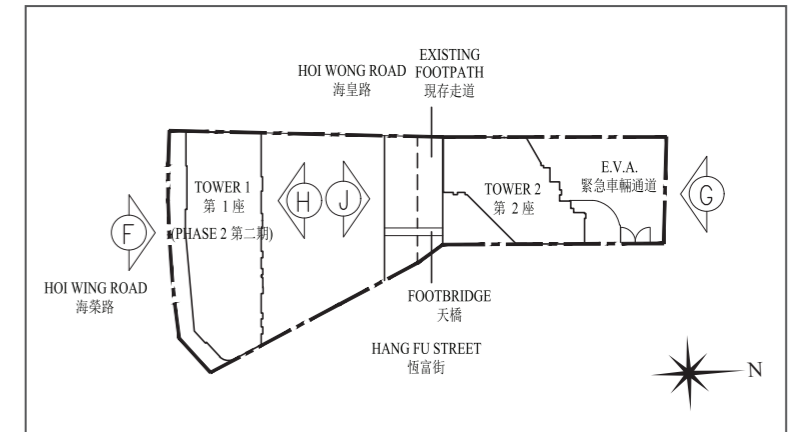 EXISTING
FOOTPATH
現存走道
HOI WONG ROAD
海皇路
TOWER 1
第 1 座
(PHASE 2 第二期)
H
J
TOWER 2
第 2 座
E.V.A.
緊急車輛通道
G
F
HOI WING ROAD
海榮路
FOOTBRIDGE
天橋
HANG FU STREET
恆富街
N